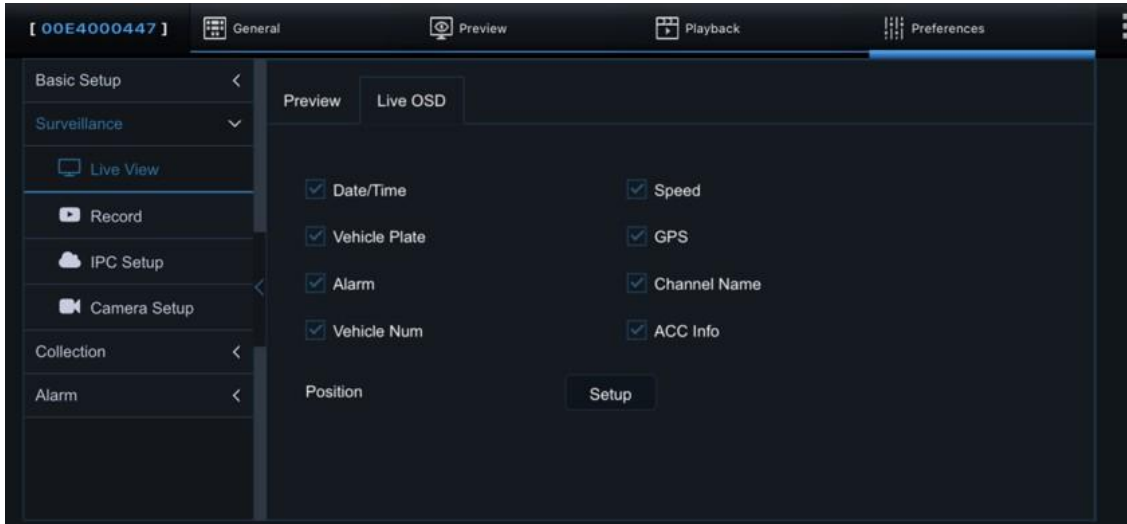 [ 00E4000447 ] General Preview Playback Preferences
Basic Setup
Surveillance
Live View
Record
IPC Setup
Camera Setup
Collection
Alarm
Preview Live OSD
Date/Time Speed
Vehicle Plate GPS
Alarm Channel Name
Vehicle Num ACC Info
Position Setup